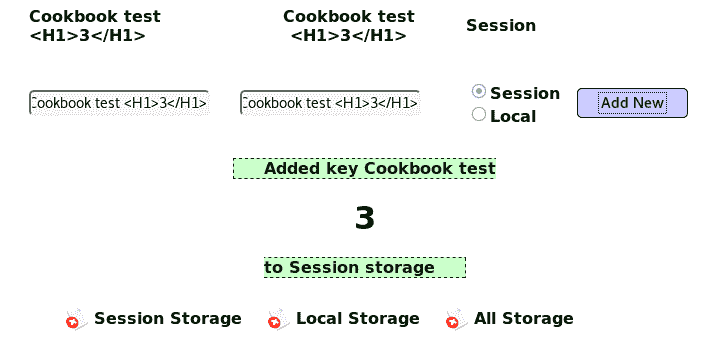 Cookbook test Cookbook test Session
<H1>3</H1> <H1>3</H1>
Cookbook test <H1>3</H1> Cookbook test <H1>3</H1> Session Add New
Local
Added key Cookbook test
3
to Session storage
Session Storage Local Storage All Storage